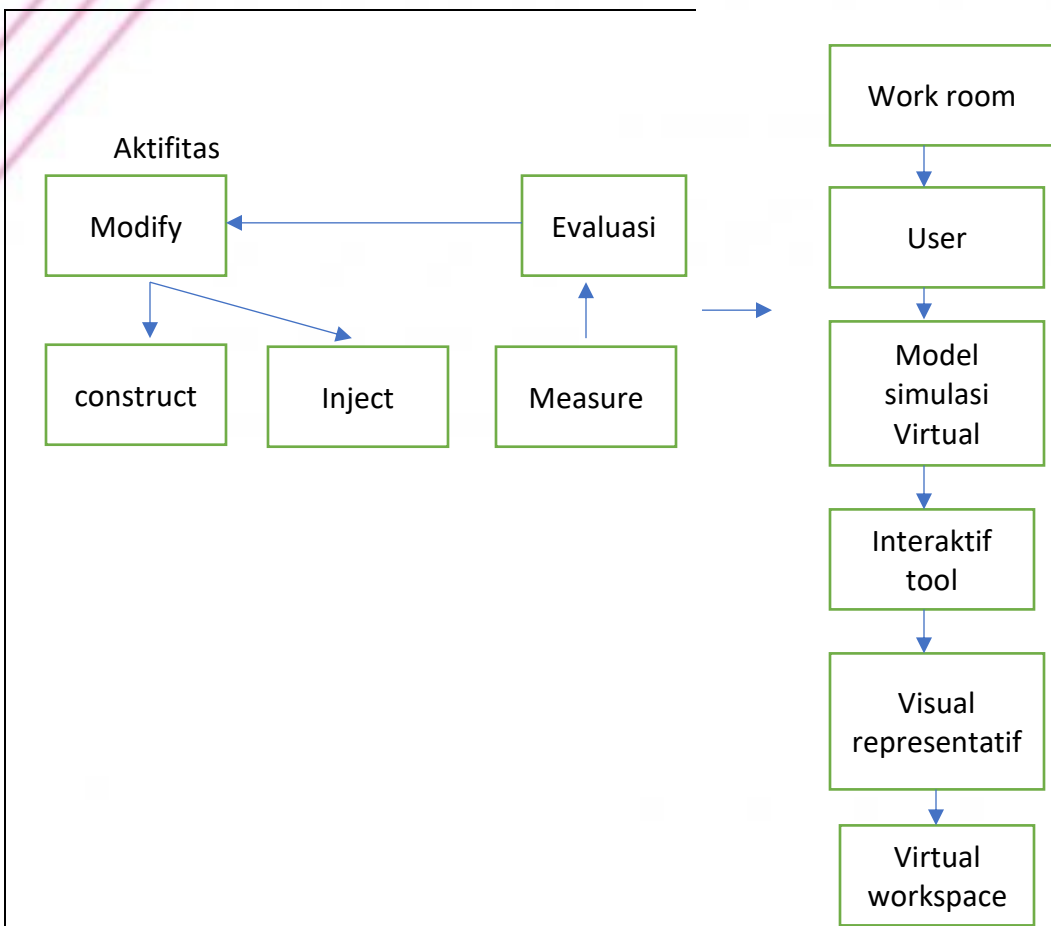 Aktifitas
Modify
Evaluasi
construct
Inject
Measure
Work room
User
Model
simulasi
Virtual
Interaktif
tool
Visual
representatif
Virtual
workspace